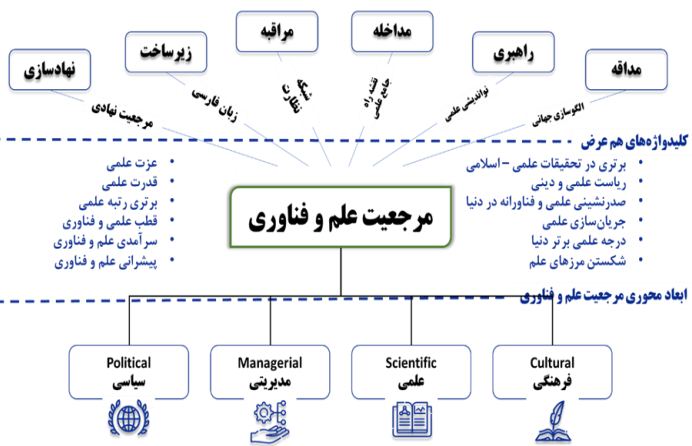 مداقه
راهبری
مداخله
مراقبه
زیرساخت
نهادسازی
الگوسازی جهانی
نواندیشی علمی
نقشه راه
جامع علمی
شبکه
نظارت
زبان فارسی
مرجعیت نهادی
کلیدواژه‌های هم عرض
• برتری در تحقیقات علمی – اسلامی
• ریاست علمی و دینی
• صدرنشینی علمی و فناورانه در دنیا
• جریان‌سازی علمی
• درجه علمی برتر دنیا
• شکستن مرزهای علم
مرجعیت علم و فناوری
• عزت علمی
• قدرت علمی
• برتری رتبه علمی
• قطب علمی و فناوری
• سرآمدی علم و فناوری
• پیشرانی علم و فناوری
ابعاد محوری مرجعیت علم و فناوری
Cultural
فرهنگی
Scientific
علمی
Managerial
مدیریتی
Political
سیاسی